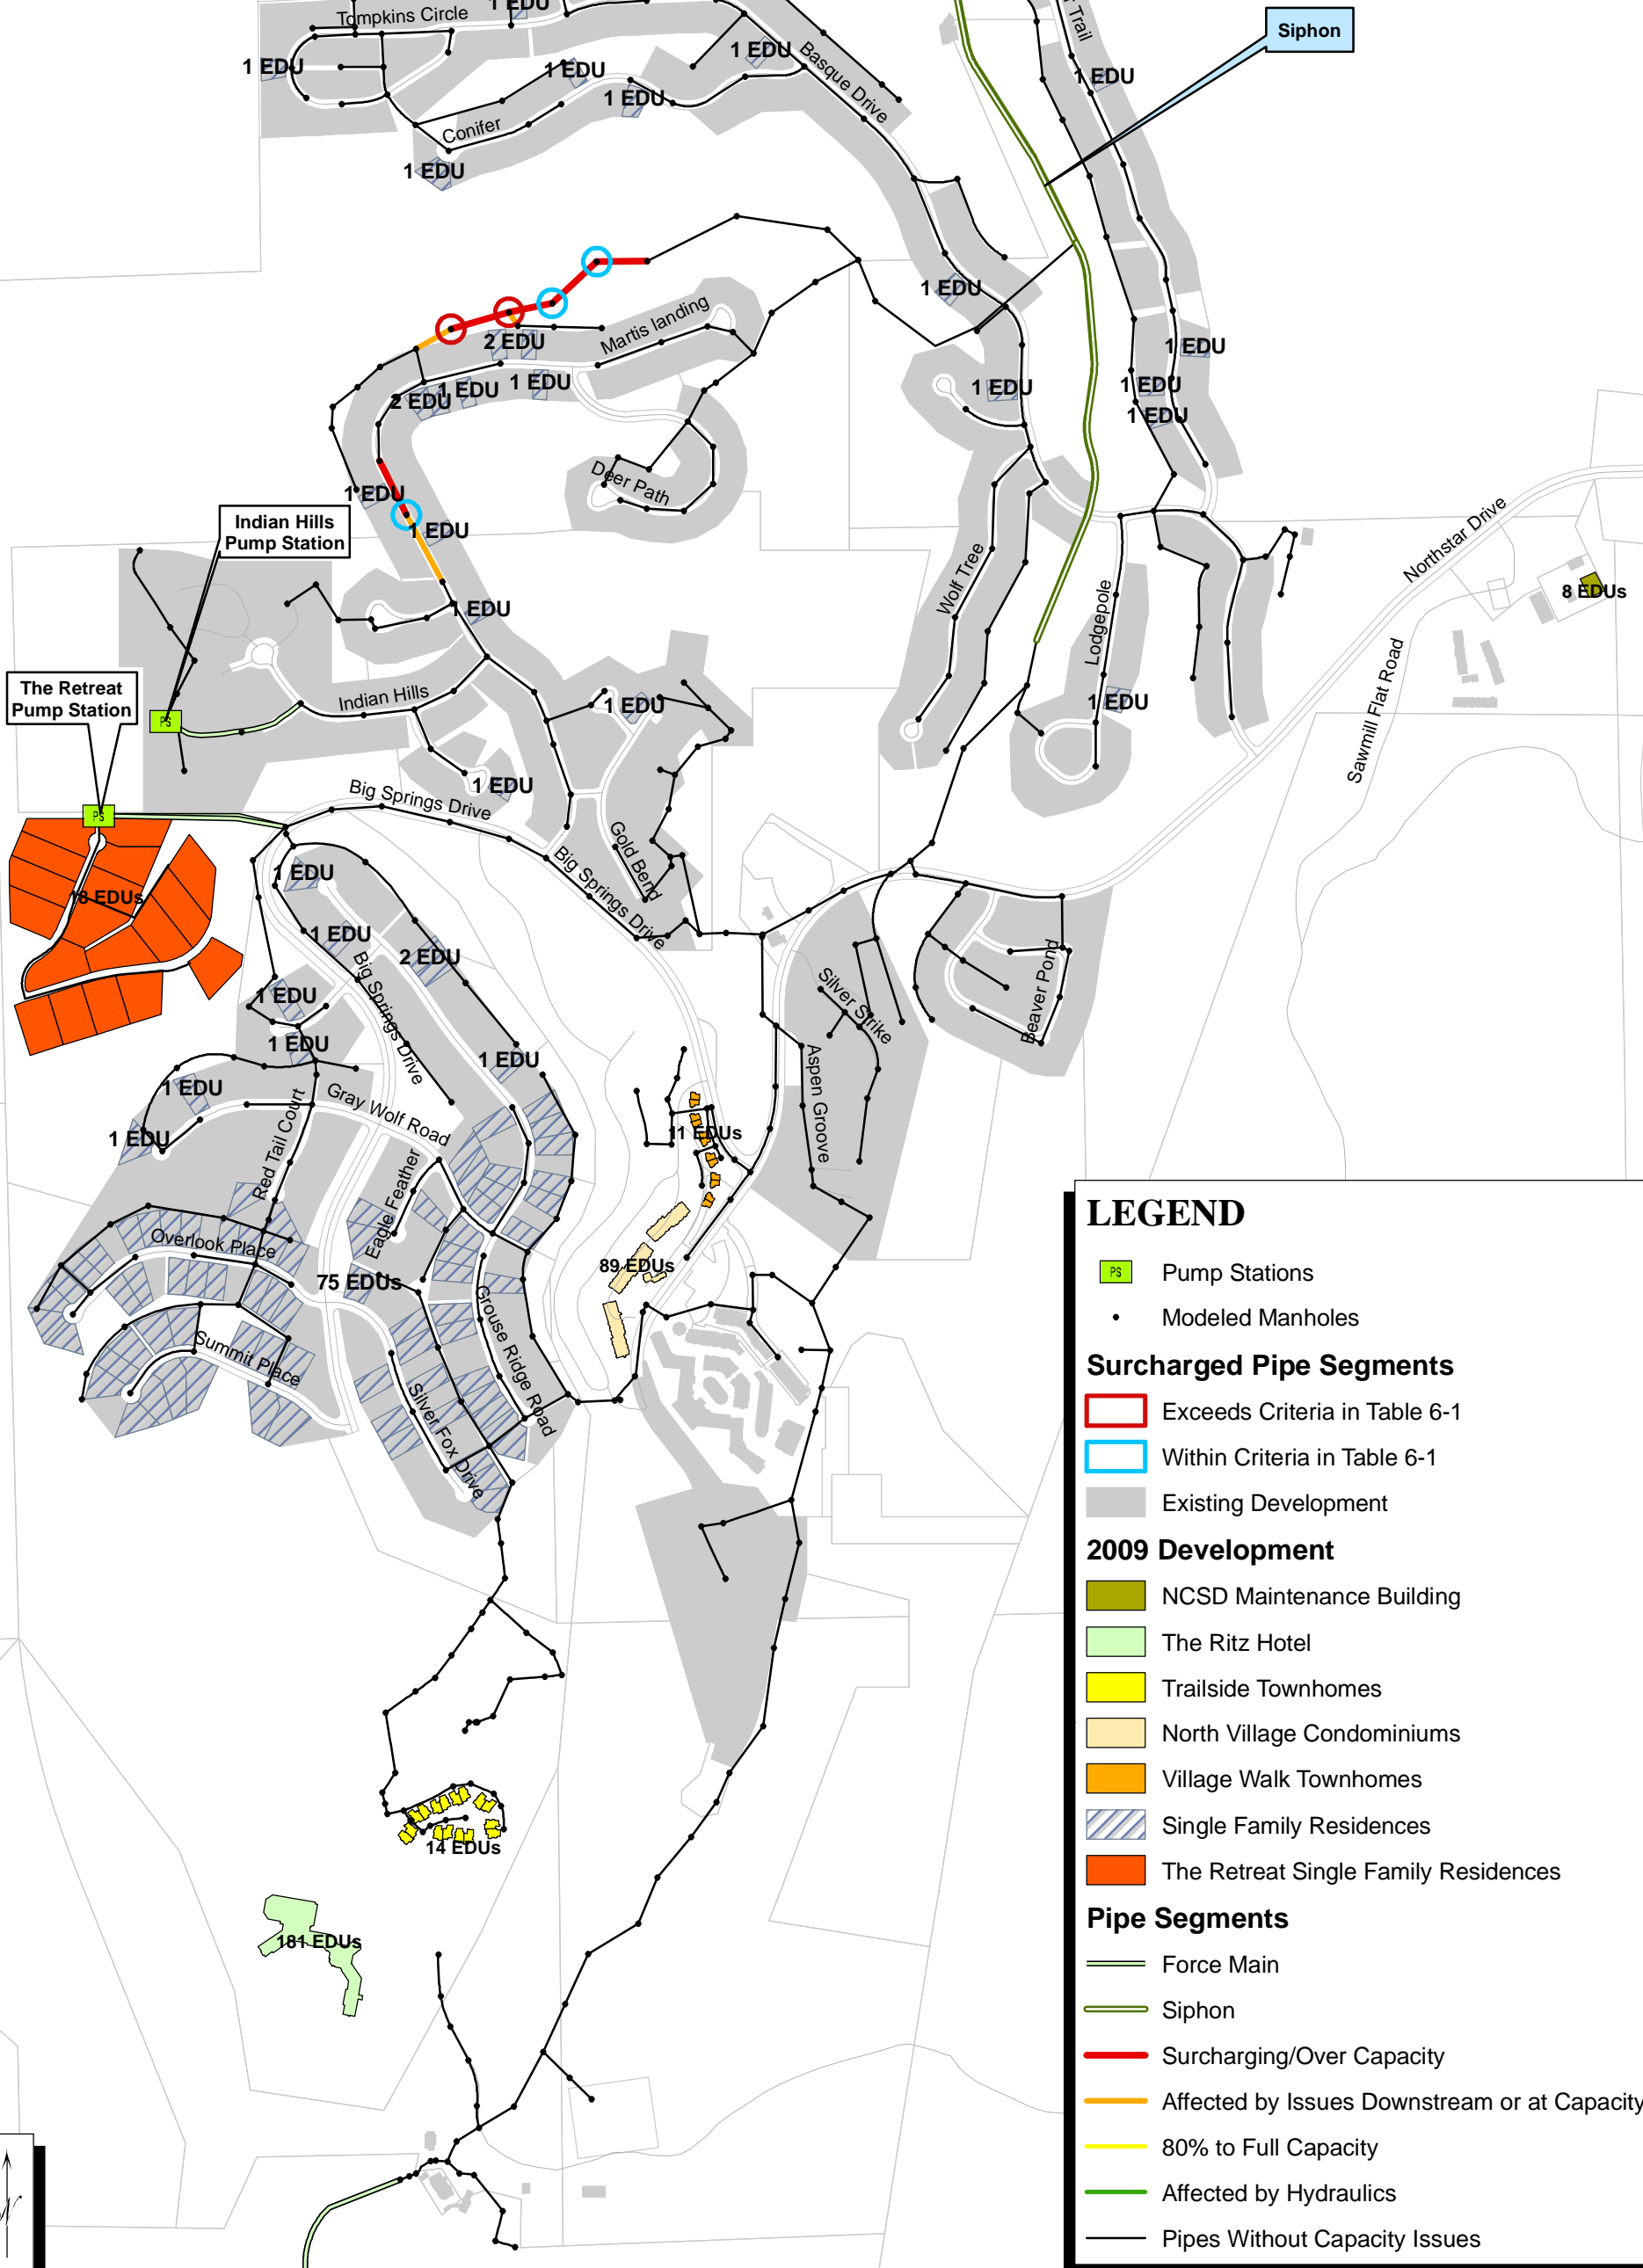 1 EDU
Tompkins Circle
Siphon
Trail
1 EDU
1 EDU
1 EDU
1 EDU
Basque Drive
1 EDU
Conifer
1 EDU
1 EDU
Martis landing
2 EDU
1 EDU
1 EDU
1 EDU
2 EDU
1 EDU
1 EDU
1 EDU
Deer Path
1 EDU
1 EDU
Indian Hills
Pump Station
Northstar Drive
Wolf Tree
Lodgepole
8 EDUs
1 EDU
Sawmill Flat Road
The Retreat
Pump Station
Indian Hills
PS
1 EDU
1 EDU
1 EDU
Big Springs Drive
PS
Gold Bend
Big Springs Drive
1 EDU
18 EDUs
1 EDU
2 EDU
Big Springs Drive
1 EDU
Silver Strike
Beaver Pond
1 EDU
1 EDU
Aspen Groove
1 EDU
Gray Wolf Road
Red Tail Court
11 EDUs
1 EDU
Eagle Feather
Overlook Place
75 EDUs
89 EDUs
Grouse Ridge Road
Summit Place
Silver Fox Drive
14 EDUs
181 EDUs
LEGEND
PS Pump Stations
Modeled Manholes
Surcharged Pipe Segments
Exceeds Criteria in Table 6-1
Within Criteria in Table 6-1
Existing Development
2009 Development
NCSD Maintenance Building
The Ritz Hotel
Trailside Townhomes
North Village Condominiums
Village Walk Townhomes
Single Family Residences
The Retreat Single Family Residences
Pipe Segments
Force Main
Siphon
Surcharging/Over Capacity
Affected by Issues Downstream or at Capacity
80% to Full Capacity
Affected by Hydraulics
Pipes Without Capacity Issues